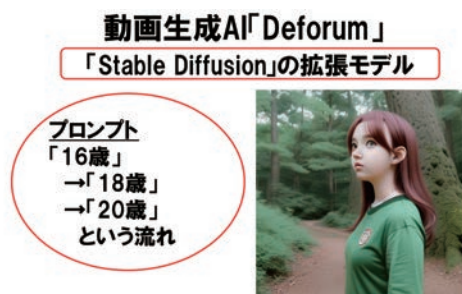 動画生成AI「Deforum」
「Stable Diffusion」の拡張モデル
プロンプト
「16歳」
→「18歳」
→「20歳」
という流れ